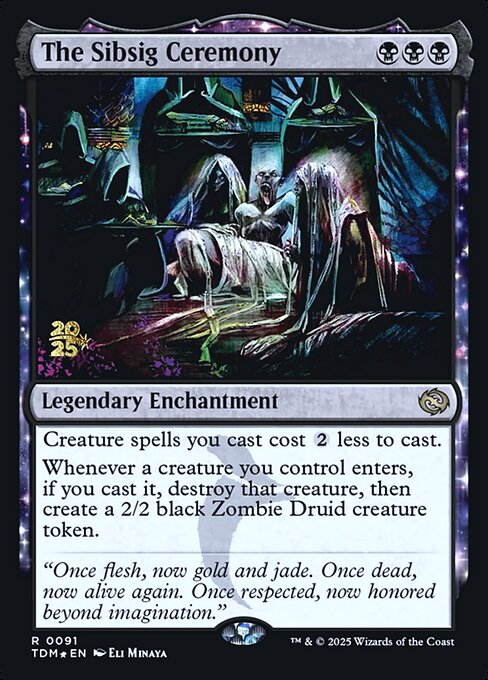 The Sibsig Ceremony
20
25
Legendary Enchantment
Creature spells you cast cost 2 less to cast.
Whenever a creature you control enters,
if you cast it, destroy that creature, then
create a 2/2 black Zombie Druid creature
token.
“Once flesh, now gold and jade. Once dead,
now alive again. Once respected, now honored
beyond imagination.”
R 0091
TDM★EN Eli Minaya
™ & © 2025 Wizards of the Coast